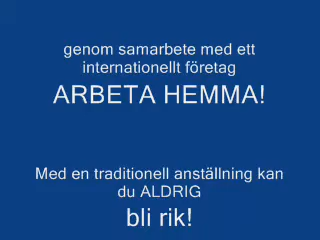 genom samarbete med ett
internationellt företag
ARBETA HEMMA!
Med en traditionell anställning kan
du ALDRIG
bli rik!